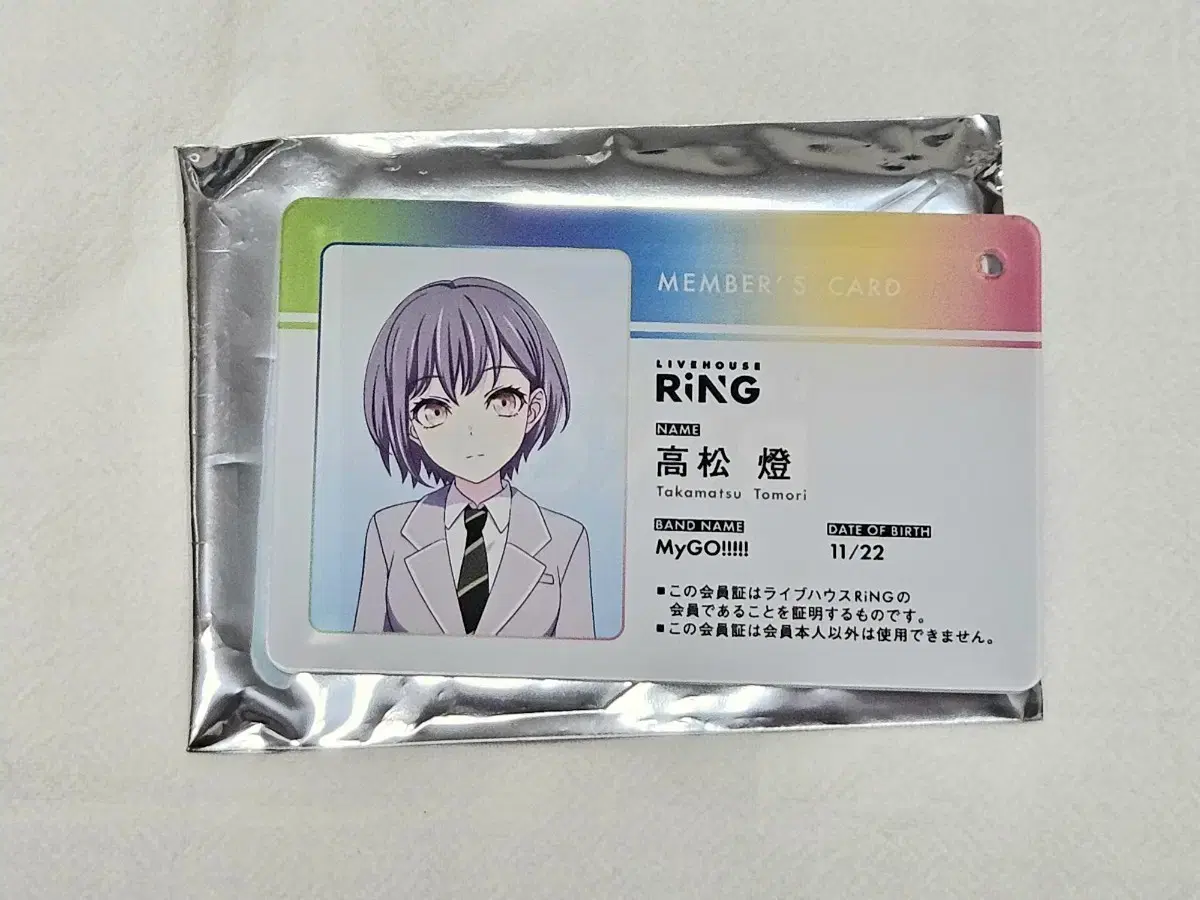 MEMBER'S CARD
LIVEHOUSE
RiNG
NAME
高松 燈
Takamatsu Tomori
BAND NAME
MyGO!!!!!
DATE OF BIRTH
11/22
■この会員証はライブハウスRiNGの
会員であることを証明するものです。
■この会員証は会員本人以外は使用できません。